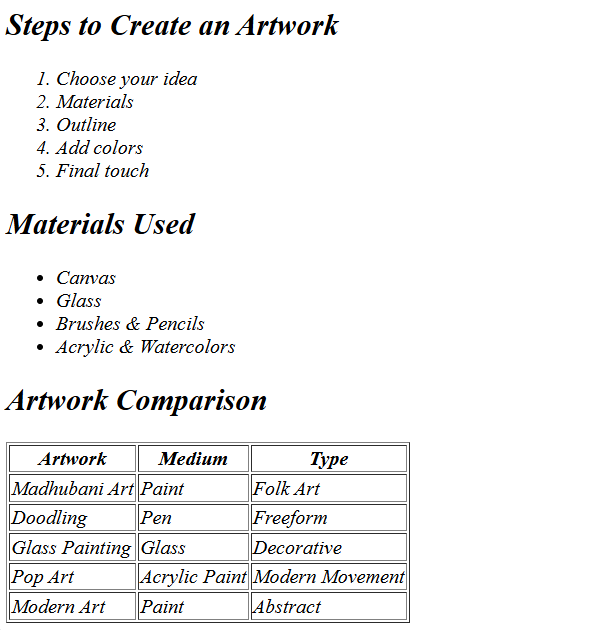 Steps to Create an Artwork
1. Choose your idea
2. Materials
3. Outline
4. Add colors
5. Final touch
Materials Used
• Canvas
• Glass
• Brushes & Pencils
• Acrylic & Watercolors
Artwork Comparison
Artwork Medium Type
Madhubani Art Paint Folk Art
Doodling Pen Freeform
Glass Painting Glass Decorative
Pop Art Acrylic Paint Modern Movement
Modern Art Paint Abstract